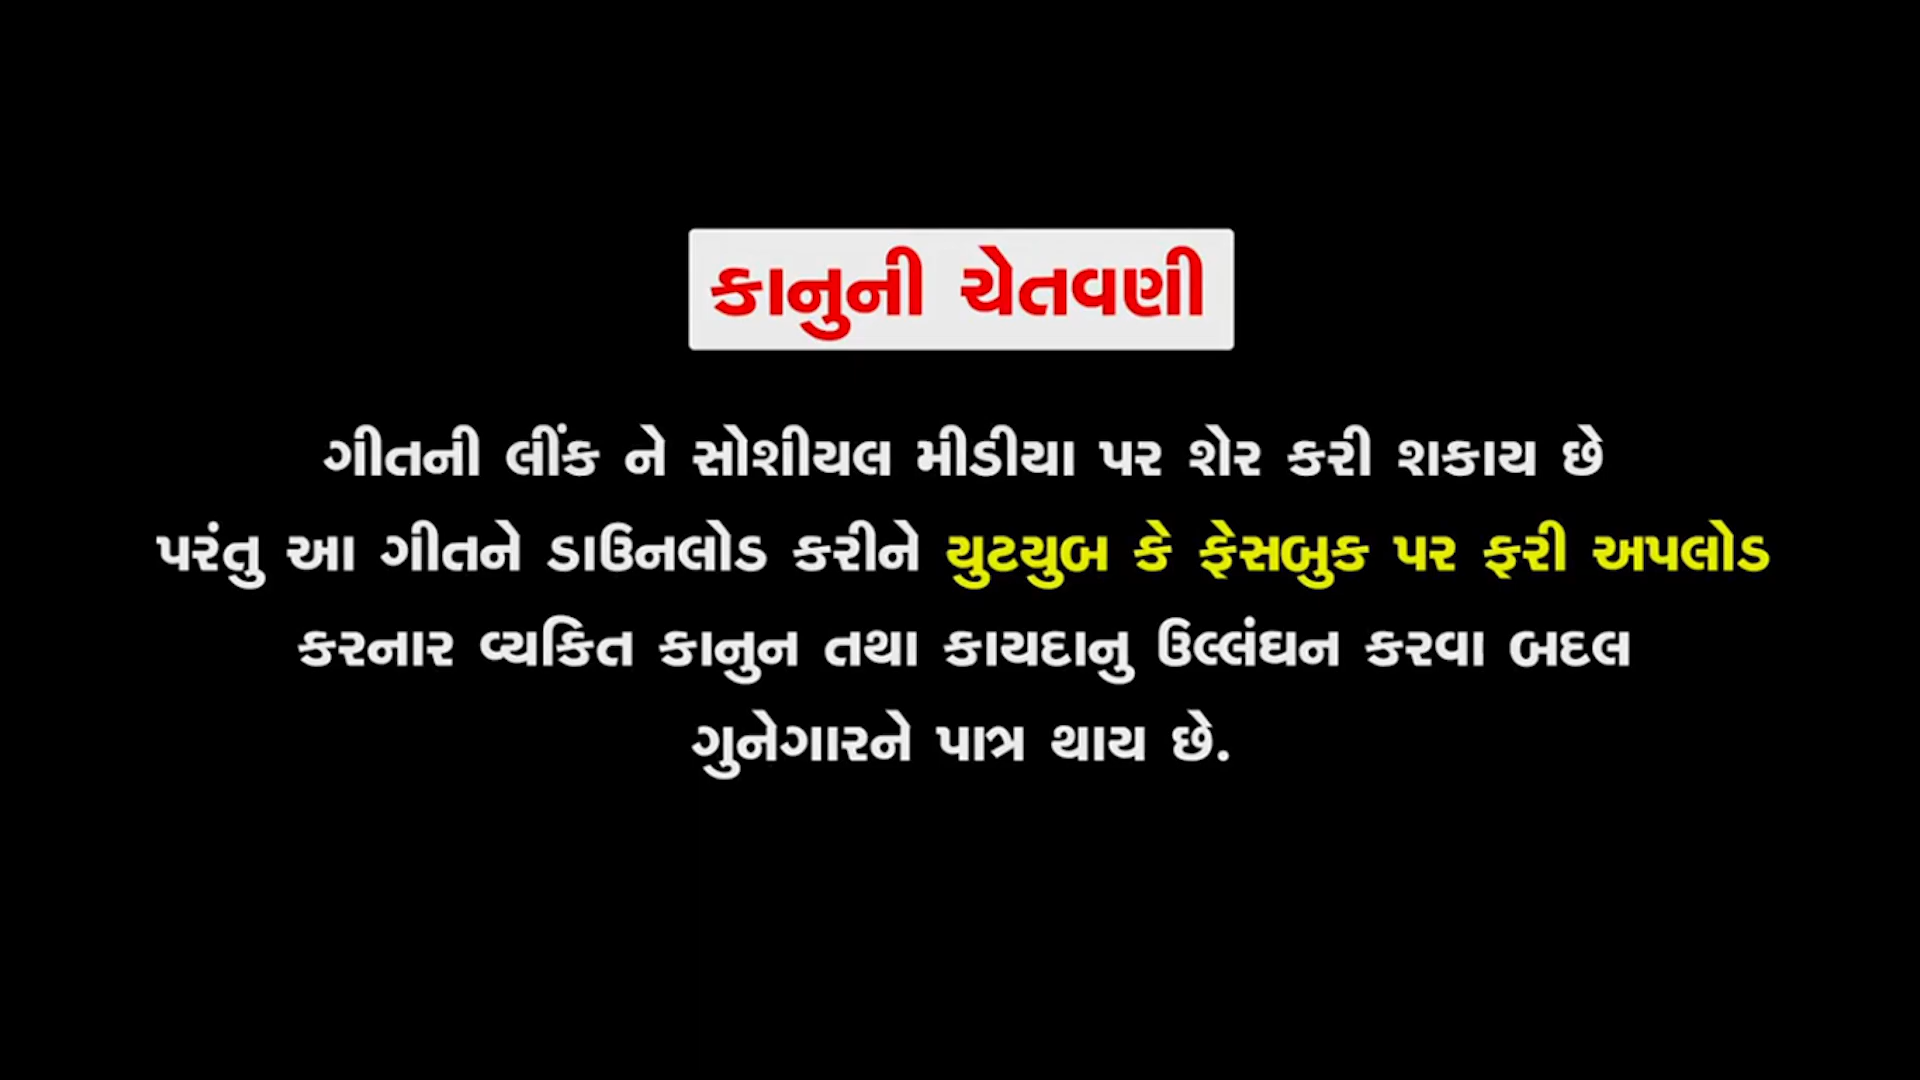 કાનુની ચેતવણી
ગીતની લીંક ને સોશીયલ મીડીયા પર શેર કરી શકાય છે
પરંતુ આ ગીતને ડાઉનલોડ કરીને યુટયુબ કે ફેસબુક પર ફરી અપલોડ
કરનાર વ્યકિત કાનુન તથા કાયદાનુ ઉલ્લંઘન કરવા બદલ
ગુનેગારને પાત્ર થાય છે.